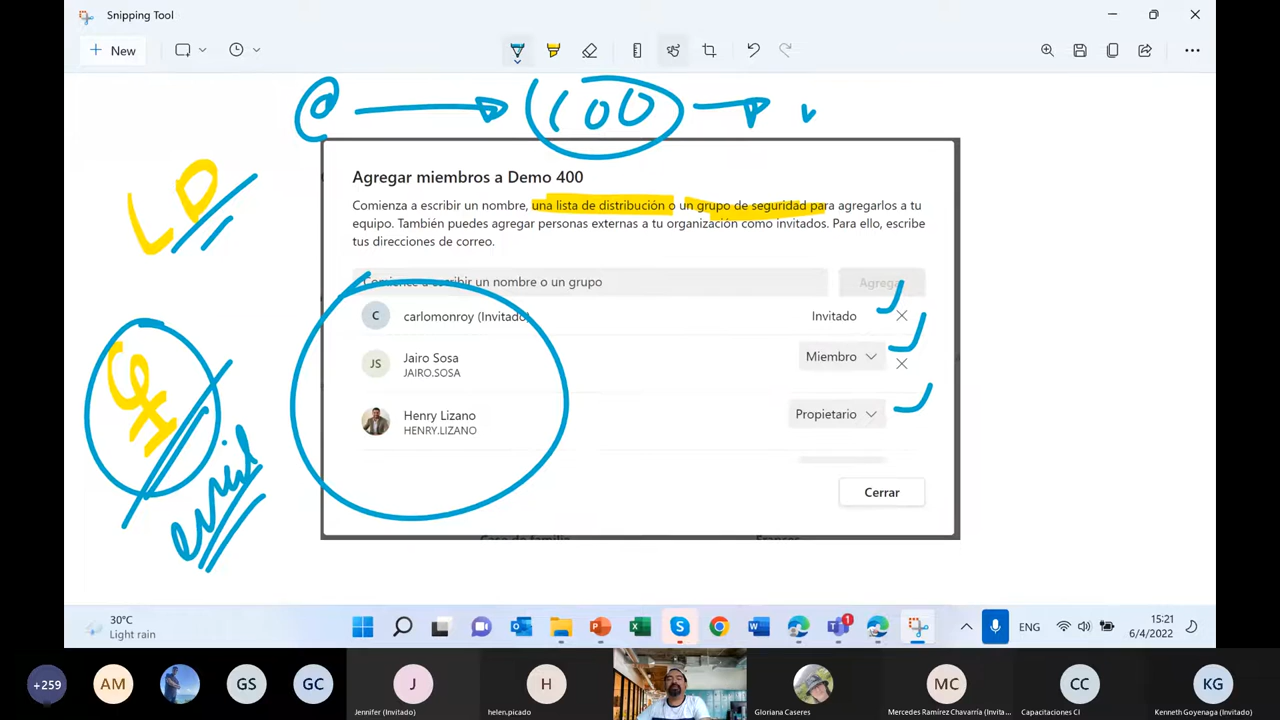 Snipping Tool
New
@ → 100 →
Agregar miembros a Demo 400
Comienza a escribir un nombre, una lista de distribución o un grupo de seguridad para agregarlos a tu
equipo. También puedes agregar personas externas a tu organización como invitados. Para ello, escribe
tus direcciones de correo.
Comience a escribir un nombre o un grupo
Agregar
C
carlomonroy (Invitado)
Invitado
JS
Jairo Sosa
JAIRO.SOSA
Miembro
Henry Lizano
HENRY.LIZANO
Propietario
Cerrar
LD
30°C
Light rain
1
ENG
15:21
6/4/2022
+259
AM
GS
GC
J
H
MC
CC
KG
Jennifer (Invitado)
helen.picado
Gloriana Caseres
Mercedes Ramírez Chavarría (Invita...
Capacitaciones CI
Kenneth Goyenaga (Invitado)